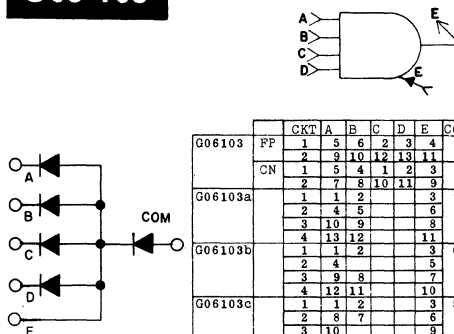 A
B
C
D
E
E
A
B
C
D
E
COM
CKT A B C D E
G06103 FP 1 5 6 2 3 4
2 9 10 12 13 11
CN 1 5 4 1 2 3
2 7 8 10 11 9
G06103a 1 1 2 3
2 4 5 6
3 10 9 8
4 13 12 11
G06103b 1 1 2 3
2 4 5
3 9 8 7
4 12 11 10
G06103c 1 1 2 3
2 8 7 6
3 10 9